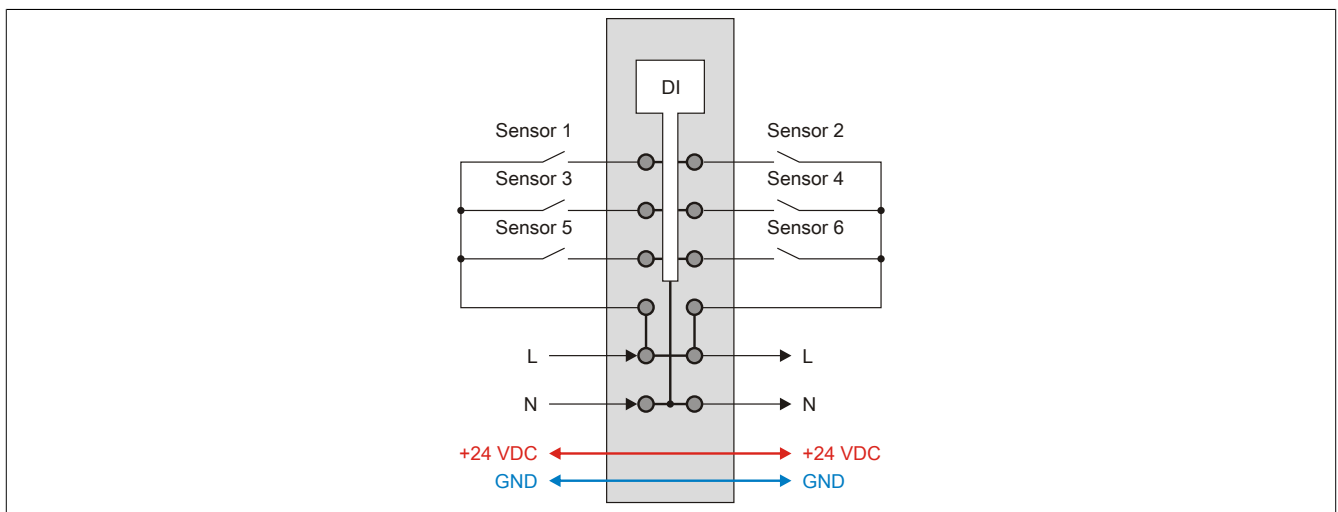 DI
Sensor 1 Sensor 2
Sensor 3 Sensor 4
Sensor 5 Sensor 6
L L
N N
+24 VDC +24 VDC
GND GND